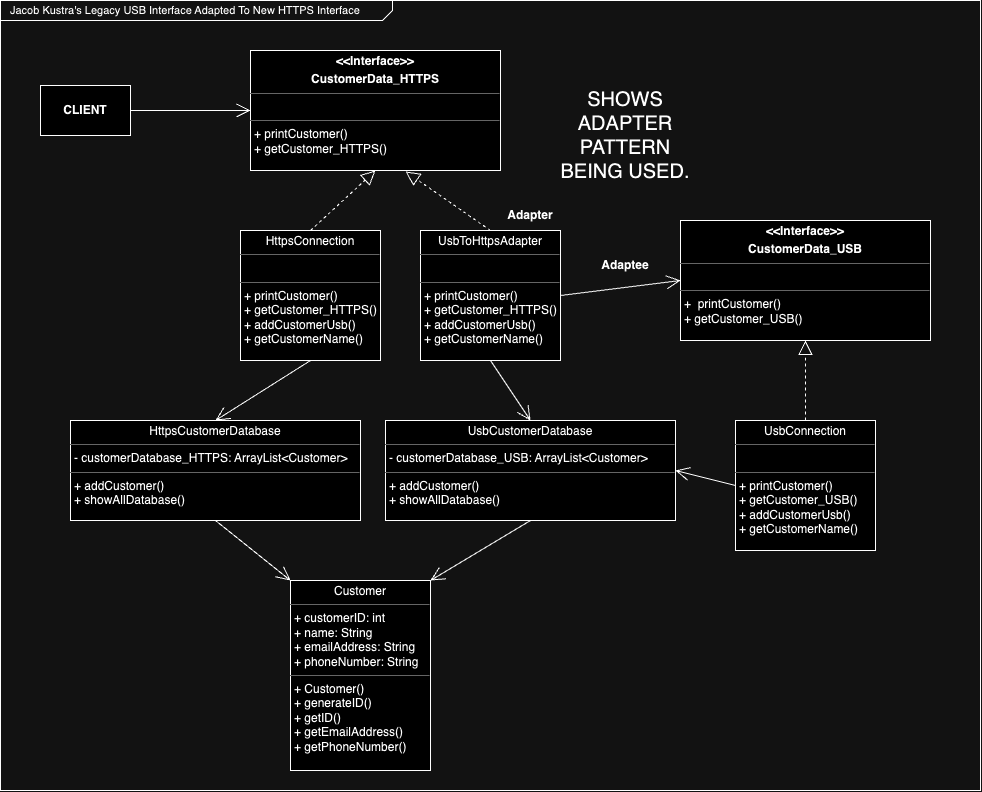 Jacob Kustra's Legacy USB Interface Adapted To New HTTPS Interface
<<Interface>>
CustomerData_HTTPS
+ printCustomer()
+ getCustomer_HTTPS()
CLIENT
SHOWS
ADAPTER
PATTERN
BEING USED.
HttpsConnection
+ printCustomer()
+ getCustomer_HTTPS()
+ addCustomerUsb()
+ getCustomerName()
Adapter
UsbToHttpsAdapter
+ printCustomer()
+ getCustomer_HTTPS()
+ addCustomerUsb()
+ getCustomerName()
Adaptee
<<Interface>>
CustomerData_USB
+ printCustomer()
+ getCustomer_USB()
HttpsCustomerDatabase
- customerDatabase_HTTPS: ArrayList<Customer>
+ addCustomer()
+ showAllDatabase()
UsbCustomerDatabase
- customerDatabase_USB: ArrayList<Customer>
+ addCustomer()
+ showAllDatabase()
UsbConnection
+ printCustomer()
+ getCustomer_USB()
+ addCustomerUsb()
+ getCustomerName()
Customer
+ customerID: int
+ name: String
+ emailAddress: String
+ phoneNumber: String
+ Customer()
+ generateID()
+ getID()
+ getEmailAddress()
+ getPhoneNumber()